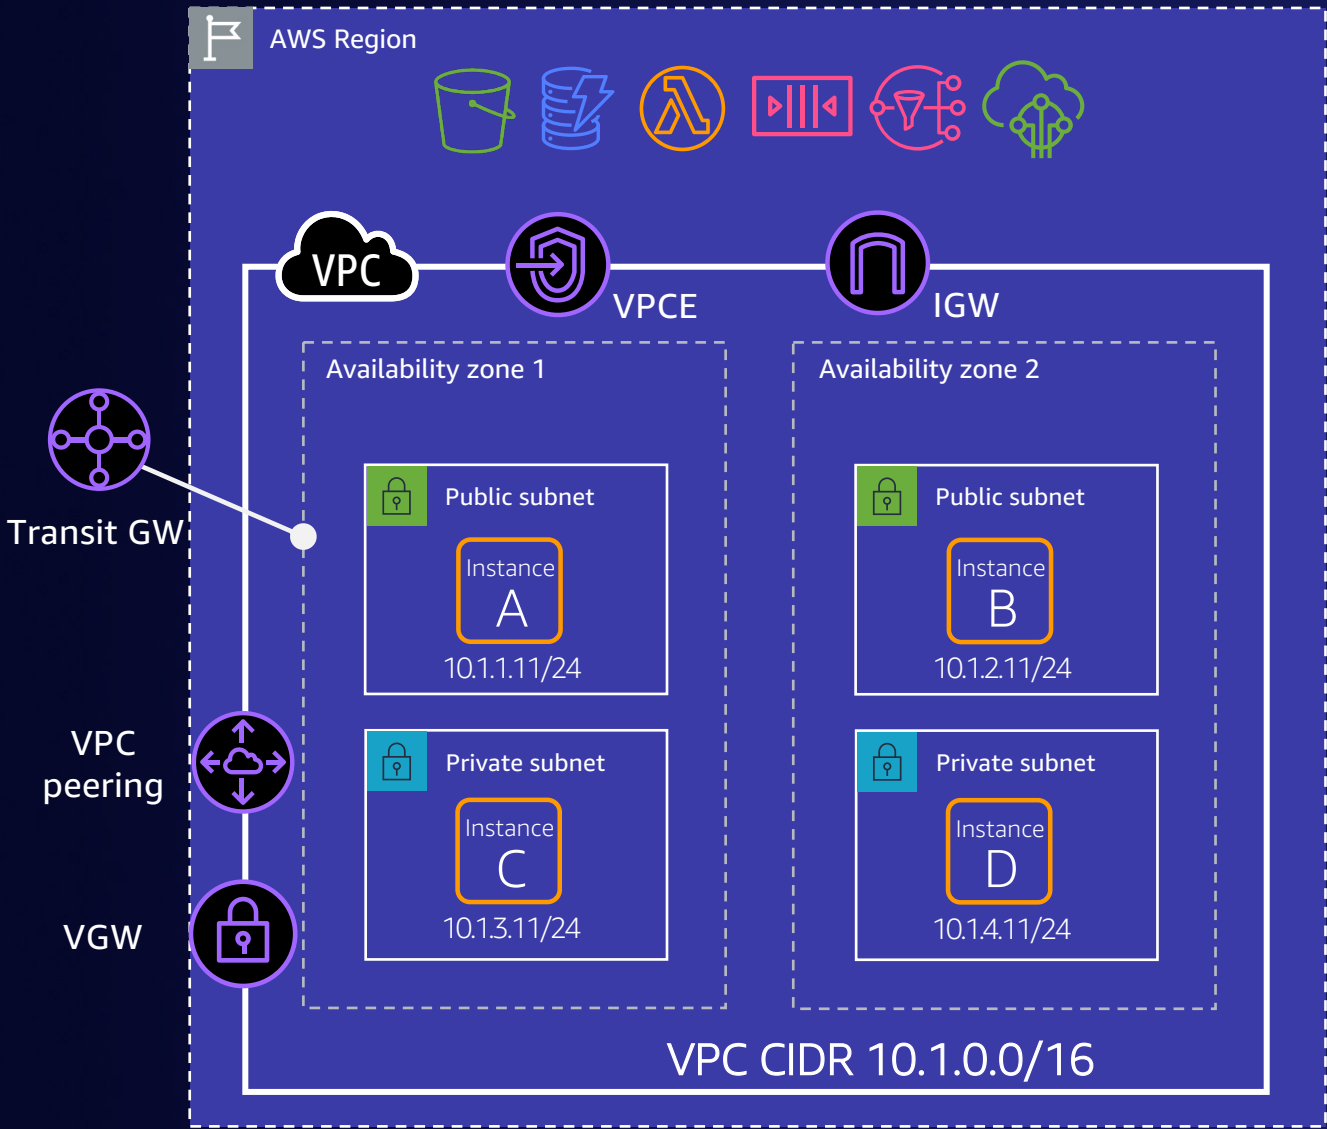 AWS Region
VPC
VPCE
IGW
Availability zone 1
Availability zone 2
Transit GW
Public subnet
Instance
A
10.1.1.11/24
Public subnet
Instance
B
10.1.2.11/24
VPC
peering
Private subnet
Instance
C
10.1.3.11/24
Private subnet
Instance
D
10.1.4.11/24
VGW
VPC CIDR 10.1.0.0/16